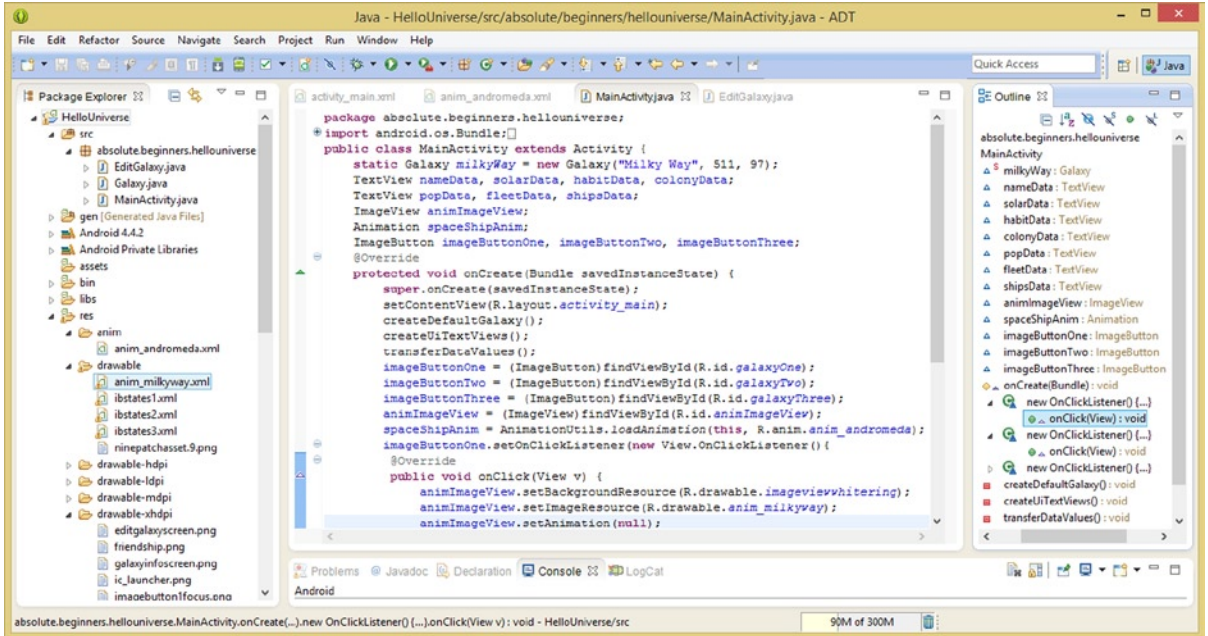 Java - HelloUniverse/src/absolute/beginners/hellouniverse/MainActivity.java - ADT
File Edit Refactor Source Navigate Search Project Run Window Help
Quick Access
Java
Package Explorer
HelloUniverse
src
absolute.beginners.hellouniverse
EditGalaxy.java
Galaxy.java
MainActivity.java
gen [Generated Java Files]
Android 4.4.2
Android Private Libraries
assets
bin
libs
res
anim
anim_andromeda.xml
drawable
anim_milkyway.xml
ibstates1.xml
ibstates2.xml
ibstates3.xml
ninepatchasset.9.png
drawable-hdpi
drawable-ldpi
drawable-mdpi
drawable-xhdpi
editgalaxyscreen.png
friendship.png
galaxyinfoscreen.png
ic_launcher.png
imagebutton1focus.png
activity_main.xml anim_andromeda.xml MainActivity.java EditGalaxy.java
package absolute.beginners.hellouniverse;
import android.os.Bundle;
public class MainActivity extends Activity {
static Galaxy milkyWay = new Galaxy("Milky Way", 511, 97);
TextView nameData, solarData, habitData, colonyData;
TextView popData, fleetData, shipsData;
ImageView animImageView;
Animation spaceShipAnim;
ImageButton imageButtonOne, imageButtonTwo, imageButtonThree;
@Override
protected void onCreate(Bundle savedInstanceState) {
super.onCreate(savedInstanceState);
setContentView(R.layout.activity_main);
createDefaultGalaxy();
createUiTextViews();
transferDataValues();
imageButtonOne = (ImageButton)findViewById(R.id.galaxyOne);
imageButtonTwo = (ImageButton)findViewById(R.id.galaxyTwo);
imageButtonThree = (ImageButton)findViewById(R.id.galaxyThree);
animImageView = (ImageView)findViewById(R.id.animImageView);
spaceShipAnim = AnimationUtils.loadAnimation(this, R.anim.anim_andromeda);
imageButtonOne.setOnClickListener(new View.OnClickListener(){
@Override
public void onClick(View v) {
animImageView.setBackgroundResource(R.drawable.imageviewwhitering);
animImageView.setImageResource(R.drawable.anim_milkyway);
animImageView.setAnimation(null);
Problems @ Javadoc Declaration Console LogCat
Android
Outline
absolute.beginners.hellouniverse
MainActivity
milkyWay : Galaxy
nameData : TextView
solarData : TextView
habitData : TextView
colonyData : TextView
popData : TextView
fleetData : TextView
shipsData : TextView
animImageView : ImageView
spaceShipAnim : Animation
imageButtonOne : ImageButton
imageButtonTwo : ImageButton
imageButtonThree : ImageButton
onCreate(Bundle) : void
new OnClickListener() {...}
onClick(View) : void
new OnClickListener() {...}
onClick(View) : void
new OnClickListener() {...}
createDefaultGalaxy() : void
createUiTextViews() : void
transferDataValues() : void
absolute.beginners.hellouniverse.MainActivity.onCreate(...).new OnClickListener() {...}.onClick(View v) : void - HelloUniverse/src
90M of 300M